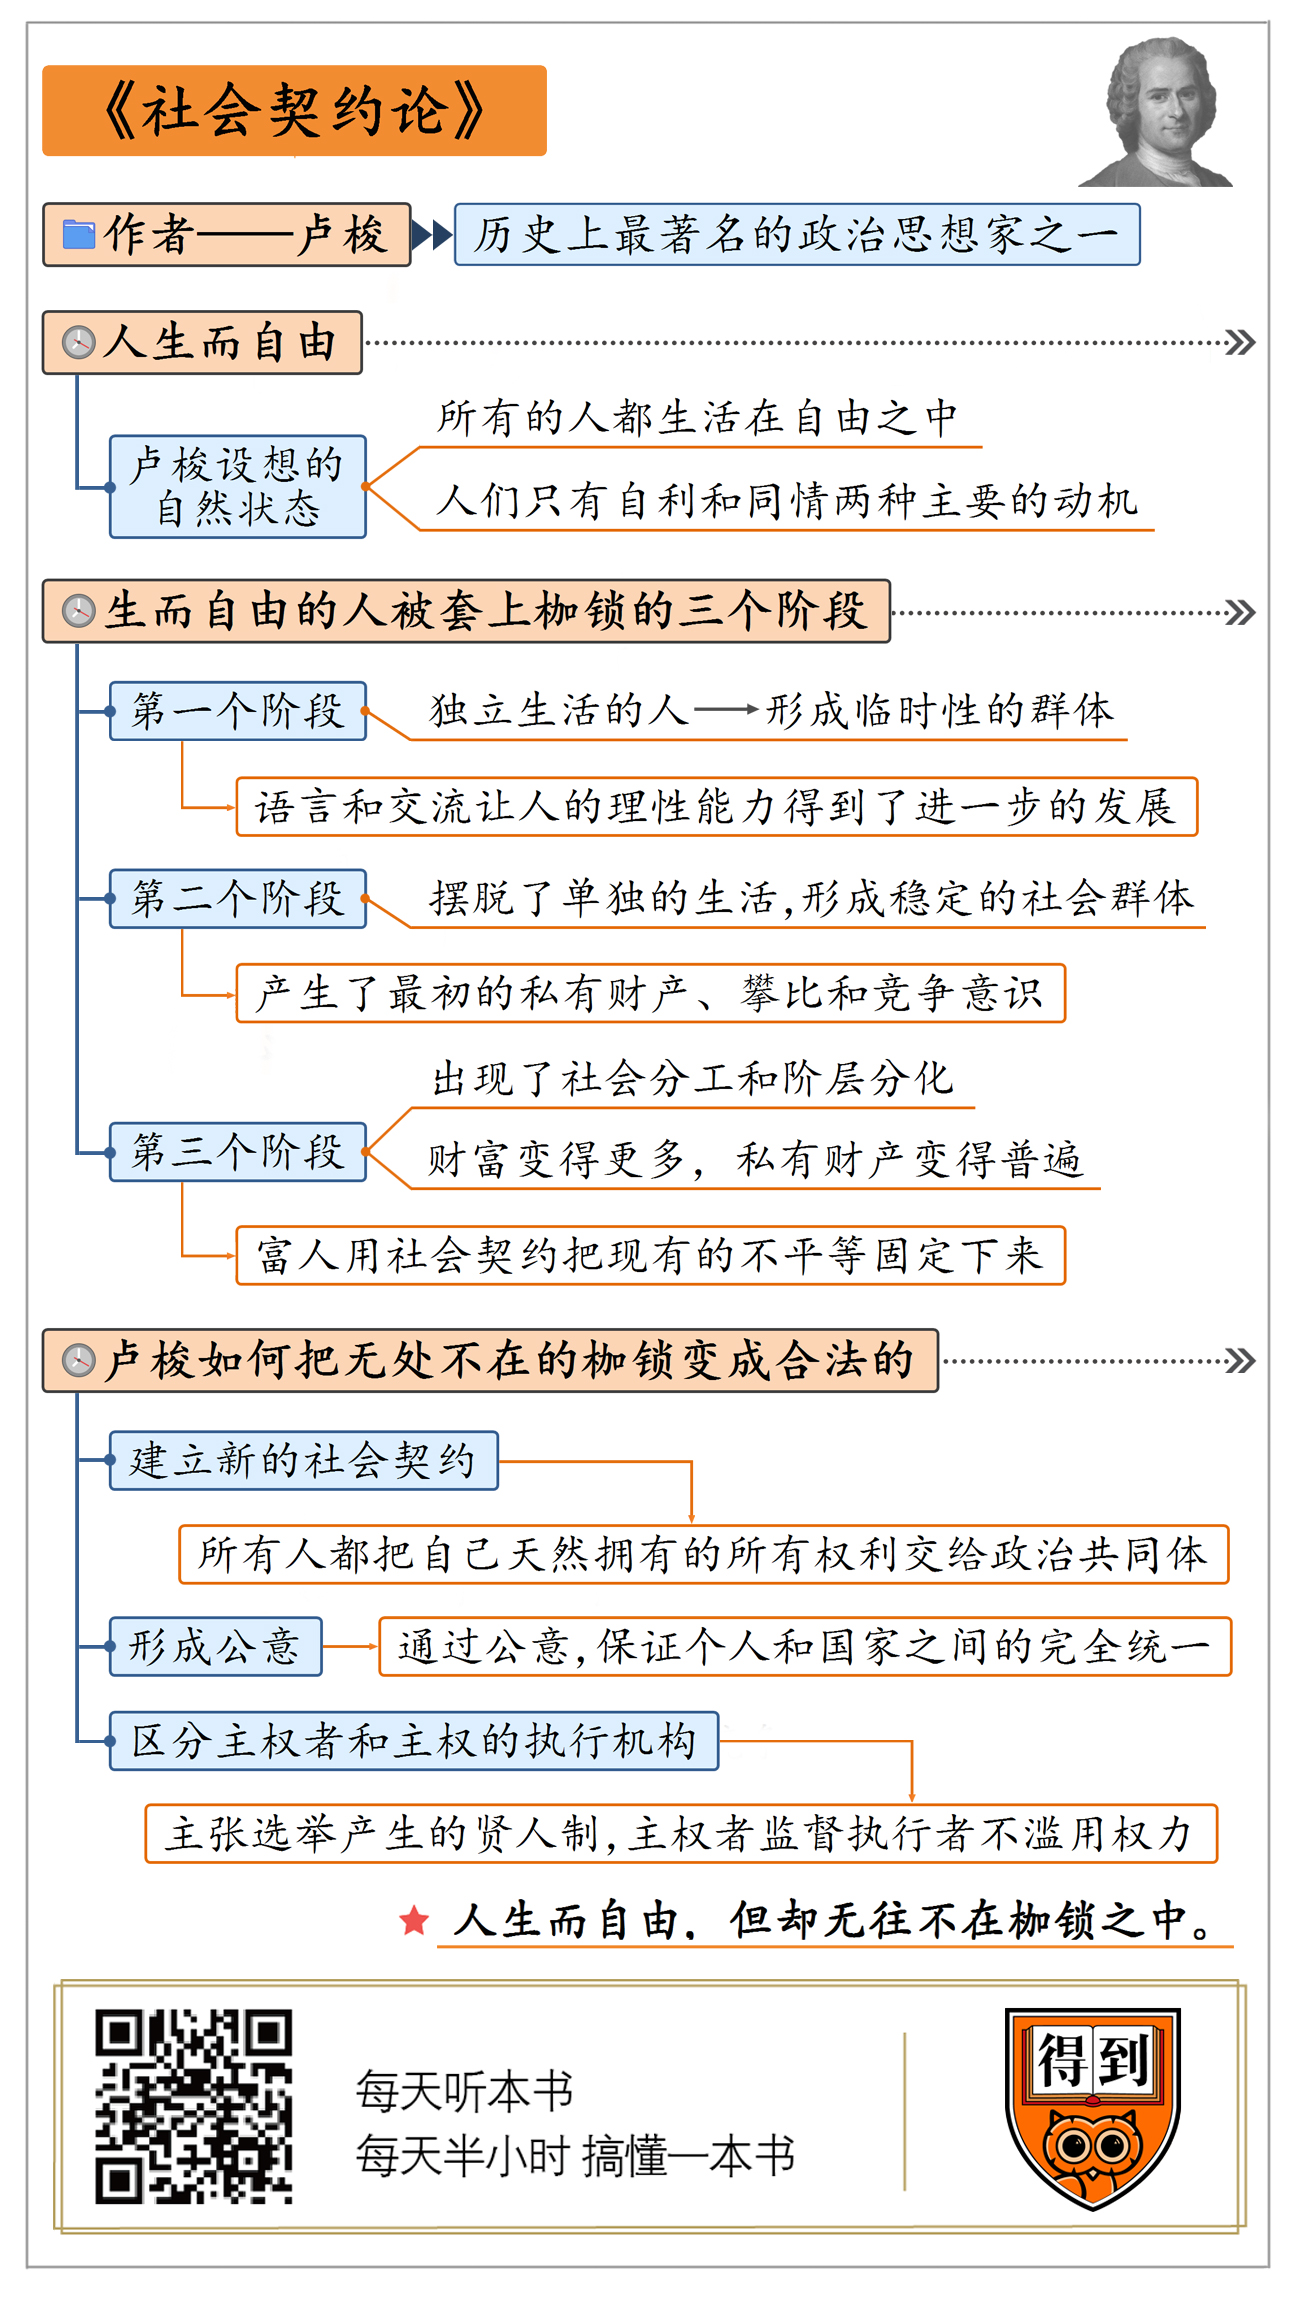 《社会契约论》
作者——卢梭
历史上最著名的政治思想家之一
人生而自由
卢梭设想的
自然状态
所有的人都生活在自由之中
人们只有自利和同情两种主要的动机
生而自由的人被套上枷锁的三个阶段
第一个阶段
独立生活的人→形成临时性的群体
语言和交流让人的理性能力得到了进一步的发展
第二个阶段
摆脱了单独的生活,形成稳定的社会群体
产生了最初的私有财产、攀比和竞争意识
第三个阶段
出现了社会分工和阶层分化
财富变得更多，私有财产变得普遍
富人用社会契约把现有的不平等固定下来
卢梭如何把无处不在的枷锁变成合法的
建立新的社会契约
所有人都把自己天然拥有的所有权利交给政治共同体
形成公意
通过公意,保证个人和国家之间的完全统一
区分主权者和主权的执行机构
主张选举产生的贤人制,主权者监督执行者不滥用权力
人生而自由，但却无往不在枷锁之中。
每天听本书
每天半小时 搞懂一本书
得到